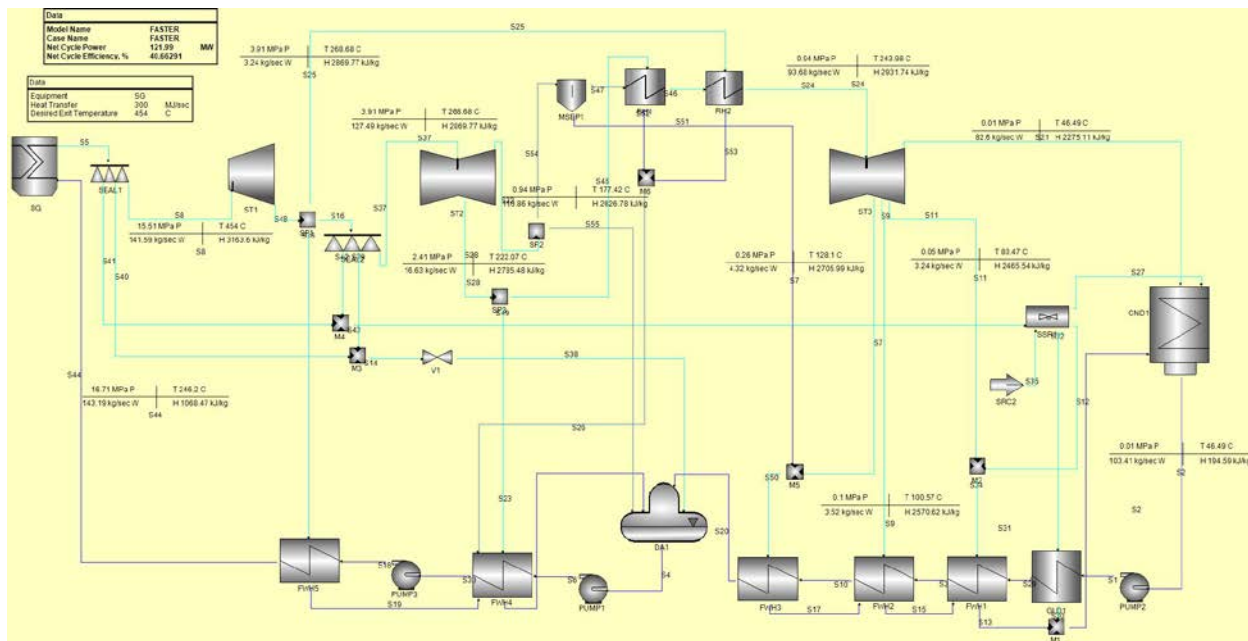 Data
Model Name FASTER
Case Name FASTER
Net Cycle Power 121.99 MW
Net Cycle Efficiency, % 40.66291
Data
Equipment SG
Heat Transfer 300 MJ/sec
Desired Exit Temperature 454 C
S25
3.91 MPa P T 268.68 C
3.24 kg/sec W H 2869.77 kJ/kg
S25
0.04 MPa P T 243.98 C
93.68 kg/sec W H 2931.74 kJ/kg
S24
S24
S47
S46
MSEP1
RH2
S51
S53
S54
3.91 MPa P T 268.68 C
127.49 kg/sec W H 2869.77 kJ/kg
S37
S37
0.01 MPa P T 46.49 C
82.6 kg/sec W H 2275.11 kJ/kg
S21
S5
SG
SEAL1
S8
ST1
S48
SP1
S16
ST2
S45
0.94 MPa P T 177.42 C
H 2626.78 kJ/kg
M6
S55
SP2
ST3
S9
S11
15.51 MPa P T 454 C
141.59 kg/sec W H 3163.6 kJ/kg
S8
S41
S40
2.41 MPa P T 222.07 C
16.63 kg/sec W H 2735.48 kJ/kg
S28
S28
0.26 MPa P T 128.1 C
4.32 kg/sec W H 2705.99 kJ/kg
S7
S7
0.05 MPa P T 83.47 C
3.24 kg/sec W H 2465.54 kJ/kg
S11
S27
CND1
S49
M4
S43
M3
S14
V1
S38
S35
SRC2
S12
S44
16.71 MPa P T 246.2 C
143.19 kg/sec W H 1068.47 kJ/kg
S44
S26
0.01 MPa P T 46.49 C
103.41 kg/sec W H 194.59 kJ/kg
S50
M5
M2
S34
S23
0.1 MPa P T 100.57 C
3.52 kg/sec W H 2570.62 kJ/kg
S9
S2
S20
S31
DA1
S18
S4
S6
S10
S1
FWH5
PUMP3
S19
FWH4
PUMP1
FWH3
S17
FWH2
S15
FWH1
S13
PUMP2